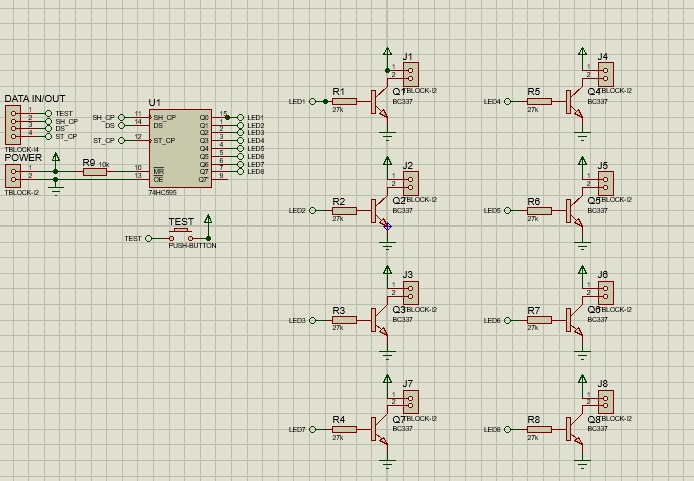 DATA IN/OUT
1 TEST
2 SH_CP
3 DS
4 ST_CP
TBLOCK-I4
POWER
1
2
TBLOCK-I2
R9 10k
U1
SH_CP 11 SH_CP Q0 15 LED1
DS 14 DS Q1 1 LED2
Q2 2 LED3
ST_CP 12 ST_CP Q3 3 LED4
Q4 4 LED5
Q5 5 LED6
Q6 6 LED7
10 MR Q7 7 LED8
13 OE Q7' 9
74HC595
TEST
TEST
PUSH-BUTTON
J1
1
2
TBLOCK-I2
LED1 R1 Q1
27k BC337
J2
1
2
TBLOCK-I2
LED2 R2 Q2
27k BC337
J3
1
2
TBLOCK-I2
LED3 R3 Q3
27k BC337
J7
1
2
TBLOCK-I2
LED7 R4 Q7
27k BC337
J4
1
2
TBLOCK-I2
LED4 R5 Q4
27k BC337
J5
1
2
TBLOCK-I2
LED5 R6 Q5
27k BC337
J6
1
2
TBLOCK-I2
LED6 R7 Q6
27k BC337
J8
1
2
TBLOCK-I2
LED8 R8 Q8
27k BC337